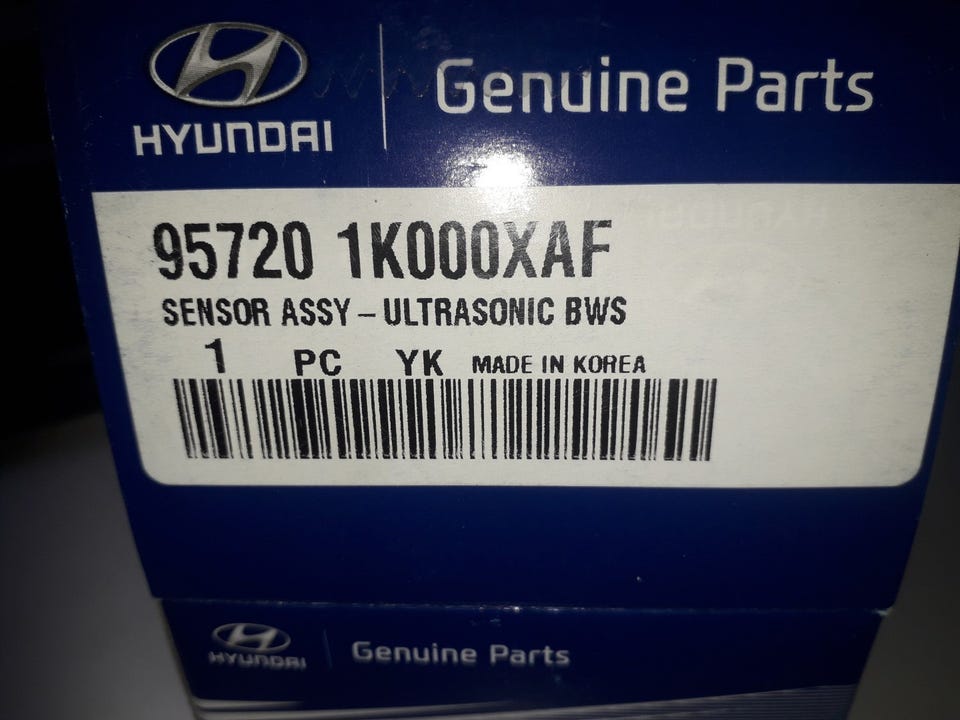 HYUNDAI
Genuine Parts
95720 1K000XAF
SENSOR ASSY – ULTRASONIC BWS
1 PC YK MADE IN KOREA
HYUNDAI
Genuine Parts